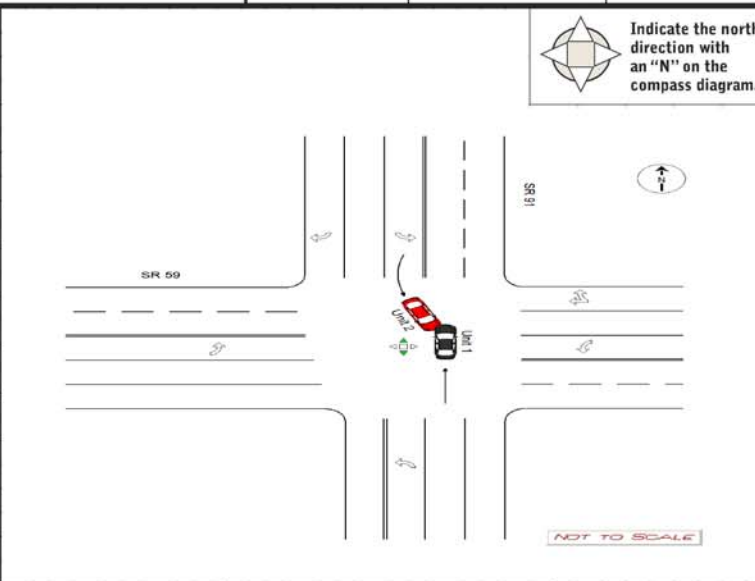 Indicate the north
direction with
an "N" on the
compass diagram.
SR 91
N
SR 59
Unit 2
Unit 1
NOT TO SCALE